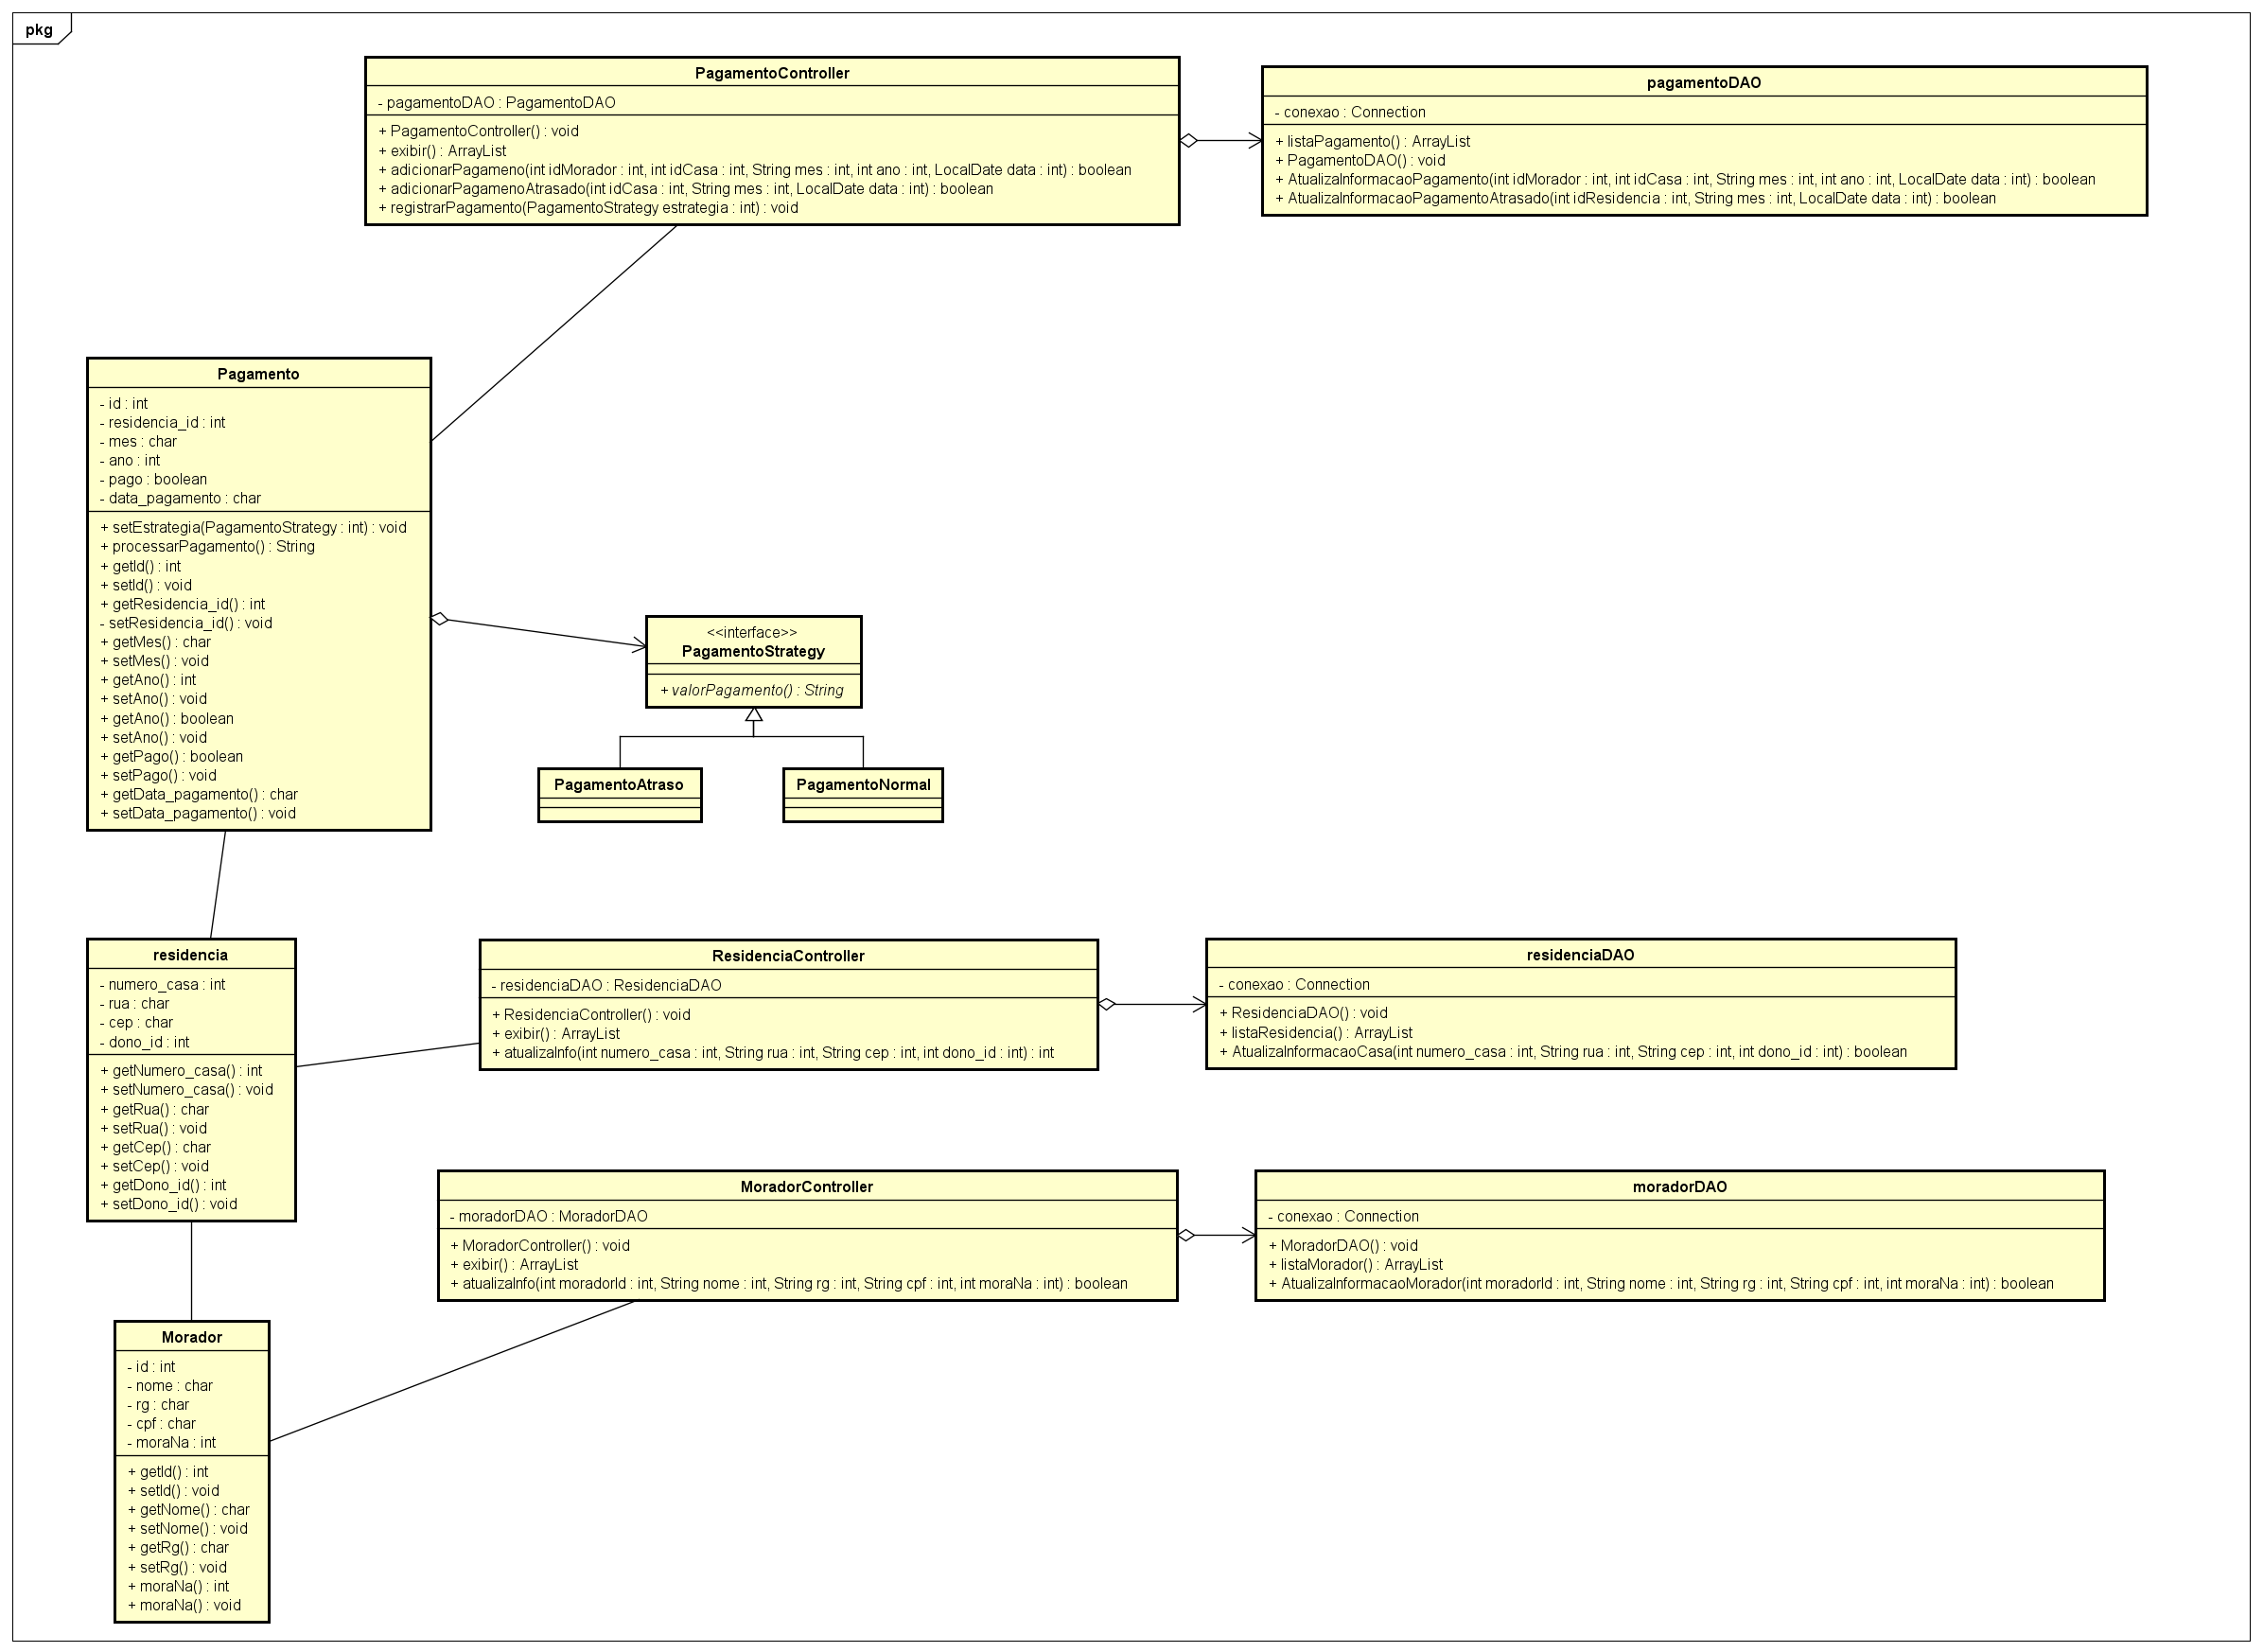 pkg
PagamentoController
- pagamentoDAO : PagamentoDAO
+ PagamentoController() : void
+ exibir() : ArrayList
+ adicionarPagameno(int idMorador : int, int idCasa : int, String mes : int, int ano : int, LocalDate data : int) : boolean
+ adicionarPagamenoAtrasado(int idCasa : int, String mes : int, LocalDate data : int) : boolean
+ registrarPagamento(PagamentoStrategy estrategia : int) : void
pagamentoDAO
- conexao : Connection
+ listaPagamento() : ArrayList
+ PagamentoDAO() : void
+ AtualizaInformacaoPagamento(int idMorador : int, int idCasa : int, String mes : int, int ano : int, LocalDate data : int) : boolean
+ AtualizaInformacaoPagamentoAtrasado(int idResidencia : int, String mes : int, LocalDate data : int) : boolean
Pagamento
- id : int
- residencia_id : int
- mes : char
- ano : int
- pago : boolean
- data_pagamento : char
+ setEstrategia(PagamentoStrategy : int) : void
+ processarPagamento() : String
+ getId() : int
+ setId() : void
+ getResidencia_id() : int
- setResidencia_id() : void
+ getMes() : char
+ setMes() : void
+ getAno() : int
+ setAno() : void
+ getAno() : boolean
+ setAno() : void
+ getPago() : boolean
+ setPago() : void
+ getData_pagamento() : char
+ setData_pagamento() : void
<<interface>>
PagamentoStrategy
+ valorPagamento() : String
PagamentoAtraso
PagamentoNormal
residencia
- numero_casa : int
- rua : char
- cep : char
- dono_id : int
+ getNumero_casa() : int
+ setNumero_casa() : void
+ getRua() : char
+ setRua() : void
+ getCep() : char
+ setCep() : void
+ getDono_id() : int
+ setDono_id() : void
ResidenciaController
- residenciaDAO : ResidenciaDAO
+ ResidenciaController() : void
+ exibir() : ArrayList
+ atualizaInfo(int numero_casa : int, String rua : int, String cep : int, int dono_id : int) : int
residenciaDAO
- conexao : Connection
+ ResidenciaDAO() : void
+ listaResidencia() : ArrayList
+ AtualizaInformacaoCasa(int numero_casa : int, String rua : int, String cep : int, int dono_id : int) : boolean
MoradorController
- moradorDAO : MoradorDAO
+ MoradorController() : void
+ exibir() : ArrayList
+ atualizaInfo(int moradorId : int, String nome : int, String rg : int, String cpf : int, int moraNa : int) : boolean
moradorDAO
- conexao : Connection
+ MoradorDAO() : void
+ listaMorador() : ArrayList
+ AtualizaInformacaoMorador(int moradorId : int, String nome : int, String rg : int, String cpf : int, int moraNa : int) : boolean
Morador
- id : int
- nome : char
- rg : char
- cpf : char
- moraNa : int
+ getId() : int
+ setId() : void
+ getNome() : char
+ setNome() : void
+ getRg() : char
+ setRg() : void
+ moraNa() : int
+ moraNa() : void